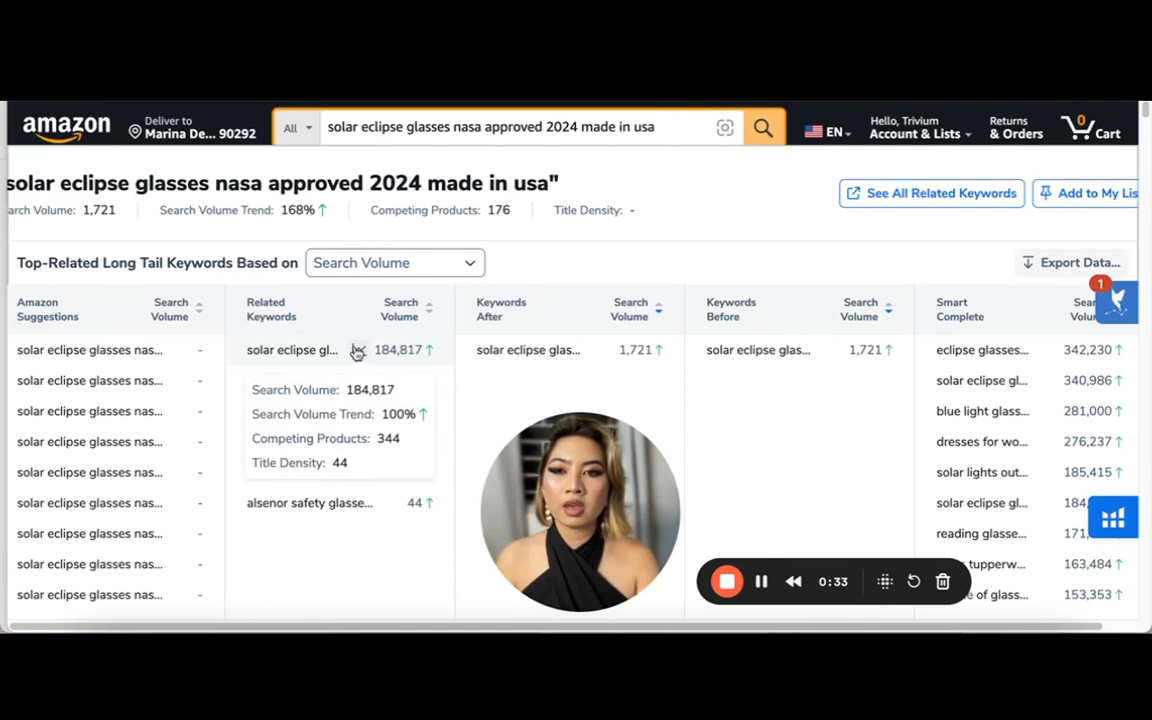 amazon
Deliver to
Marina De... 90292
All
solar eclipse glasses nasa approved 2024 made in usa
EN
Hello, Trivium
Account & Lists
Returns
& Orders
0
Cart
solar eclipse glasses nasa approved 2024 made in usa"
arch Volume: 1,721
Search Volume Trend: 168% ↑
Competing Products: 176
Title Density: -
See All Related Keywords
Add to My Lis
Top-Related Long Tail Keywords Based on
Search Volume
Export Data...
1
Amazon
Suggestions
Search
Volume
Related
Keywords
Search
Volume
Keywords
After
Search
Volume
Keywords
Before
Search
Volume
Smart
Complete
Sear
Volu
solar eclipse glasses nas... -
solar eclipse gl... 184,817 ↑
solar eclipse glas... 1,721 ↑
solar eclipse glas... 1,721 ↑
eclipse glasses... 342,230 ↑
solar eclipse glasses nas... -
solar eclipse gl... 340,986 ↑
Search Volume: 184,817
solar eclipse glasses nas... -
Search Volume Trend: 100% ↑
blue light glass... 281,000 ↑
solar eclipse glasses nas... -
Competing Products: 344
dresses for wo... 276,237 ↑
solar eclipse glasses nas... -
Title Density: 44
solar lights out... 185,415 ↑
solar eclipse glasses nas... -
alsenor safety glasse... 44 ↑
solar eclipse gl... 184,
solar eclipse glasses nas... -
reading glasse... 171,
solar eclipse glasses nas... -
tupperw... 163,484 ↑
solar eclipse glasses nas... -
of glass... 153,353 ↑
0:33